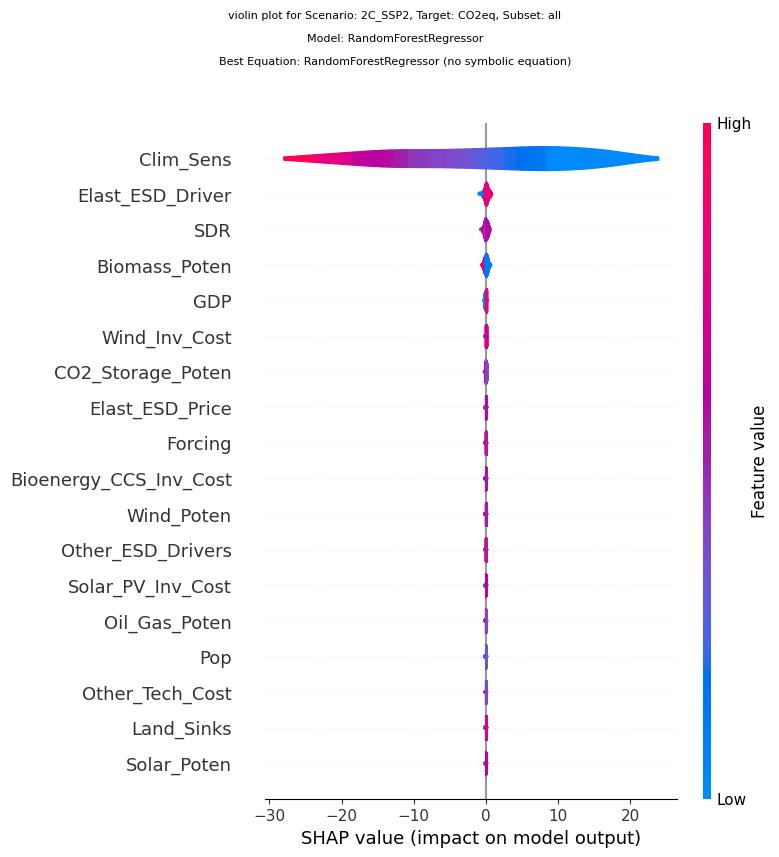 violin plot for Scenario: 2C_SSP2, Target: CO2eq, Subset: all
Model: RandomForestRegressor
Best Equation: RandomForestRegressor (no symbolic equation)
High
Clim_Sens
Elast_ESD_Driver
SDR
Biomass_Poten
GDP
Wind_Inv_Cost
CO2_Storage_Poten
Elast_ESD_Price
Forcing
Bioenergy_CCS_Inv_Cost
Wind_Poten
Other_ESD_Drivers
Solar_PV_Inv_Cost
Oil_Gas_Poten
Pop
Other_Tech_Cost
Land_Sinks
Solar_Poten
Feature value
Low
−30 −20 −10 0 10 20
SHAP value (impact on model output)